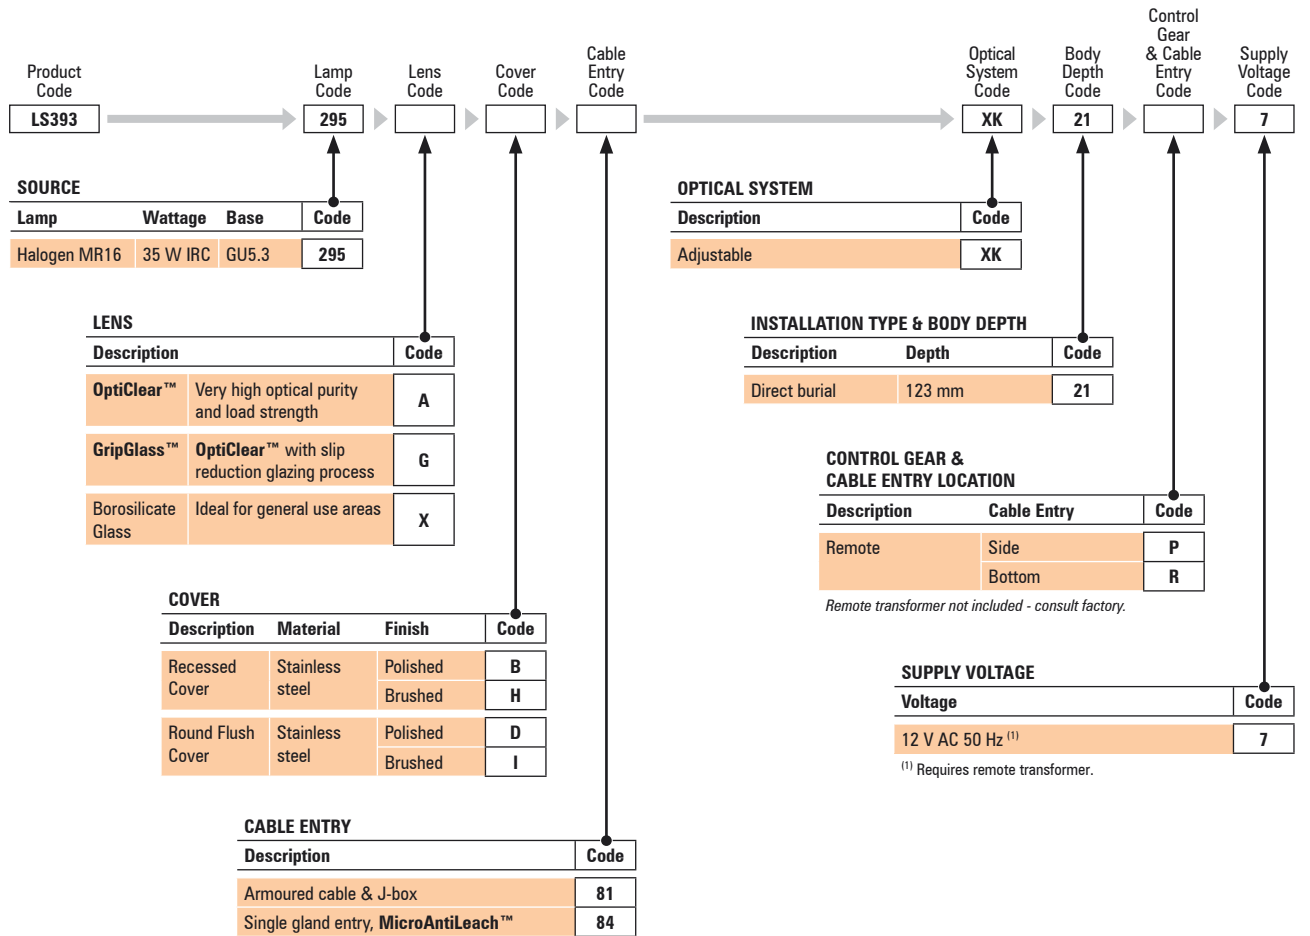 Product Code
Lamp Code
Lens Code
Cover Code
Cable Entry Code
Optical System Code
Body Depth Code
Control Gear & Cable Entry Code
Supply Voltage Code
LS393
295
XK
21
7
SOURCE
Lamp Wattage Base Code
Halogen MR16 35 W IRC GU5.3 295
LENS
Description Code
OptiClear™ Very high optical purity
and load strength A
GripGlass™ OptiClear™ with slip
reduction glazing process G
Borosilicate Ideal for general use areas X
Glass
COVER
Description Material Finish Code
Recessed Stainless Polished B
Cover steel Brushed H
Round Flush Stainless Polished D
Cover steel Brushed I
CABLE ENTRY
Description Code
Armoured cable & J-box 81
Single gland entry, MicroAntiLeach™ 84
OPTICAL SYSTEM
Description Code
Adjustable XK
INSTALLATION TYPE & BODY DEPTH
Description Depth Code
Direct burial 123 mm 21
CONTROL GEAR &
CABLE ENTRY LOCATION
Description Cable Entry Code
Remote Side P
Bottom R
Remote transformer not included - consult factory.
SUPPLY VOLTAGE
Voltage Code
12 V AC 50 Hz (1) 7
(1) Requires remote transformer.